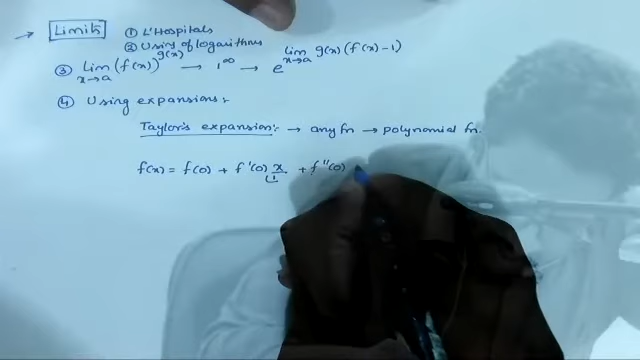 → Limits ① L'Hospitals
② Using of logarithms
③ lim x→a (f(x))^g(x) → 1^∞ → e^lim x→a g(x)(f(x)-1)
④ Using expansions:-
Taylor's expansion:- → any fn → polynomial fn.
f(x) = f(0) + f'(0) x/⌊1 + f''(0)